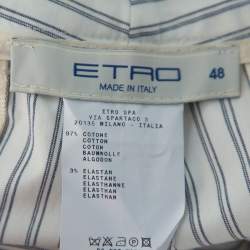 ETRO
MADE IN ITALY
48
ETRO SPA
VIA SPARTACO 3
20135 MILANO - ITALIA
97% COTONE
COTTON
COTON
BAUMWOLLE
ALGODON
3% ELASTAN
ELASTANE
ELASTHANNE
ELASTHAN
ELASTAN